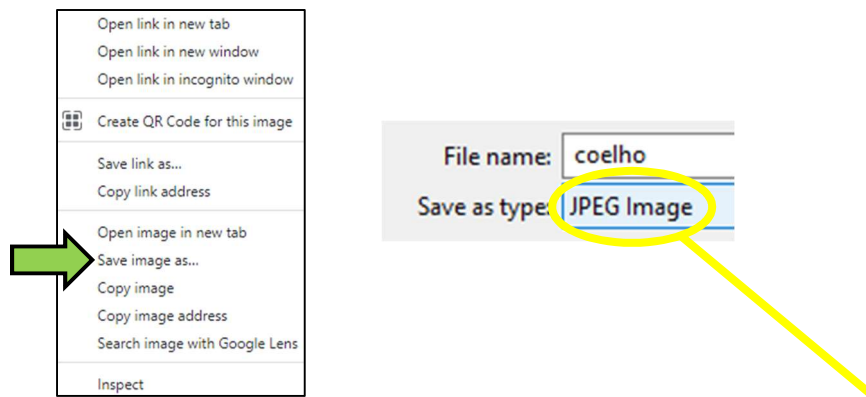 Open link in new tab
Open link in new window
Open link in incognito window
Create QR Code for this image
Save link as...
Copy link address
Open image in new tab
Save image as...
Copy image
Copy image address
Search image with Google Lens
Inspect
File name: coelho
Save as type: JPEG Image